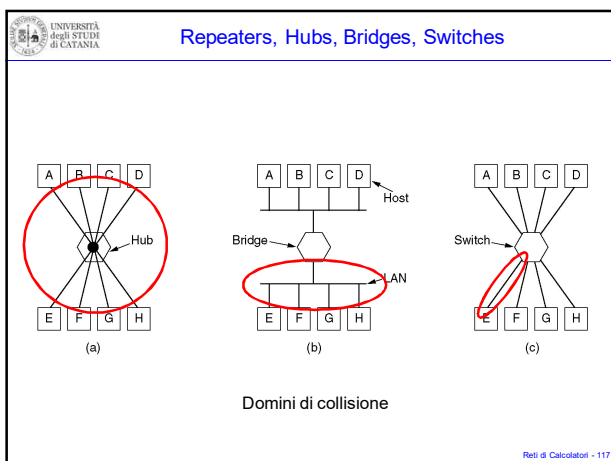 UNIVERSITÀ
degli STUDI
di CATANIA
Repeaters, Hubs, Bridges, Switches
A B C D
Hub
E F G H
(a)
A B C D
Host
Bridge
LAN
E F G H
(b)
A B C D
Switch
E F G H
(c)
Domini di collisione
Reti di Calcolatori - 117